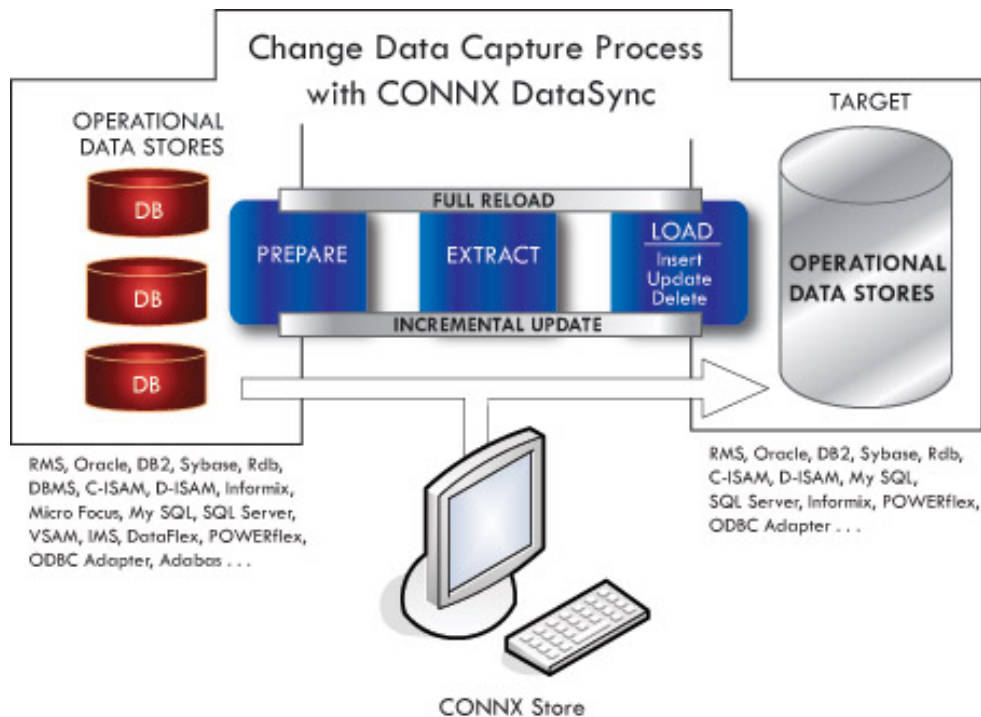 Change Data Capture Process
with CONNX DataSync
OPERATIONAL
DATA STORES
DB
DB
DB
FULL RELOAD
PREPARE
EXTRACT
LOAD
Insert
Update
Delete
INCREMENTAL UPDATE
TARGET
OPERATIONAL
DATA STORES
RMS, Oracle, DB2, Sybase, Rdb,
DBMS, C-ISAM, D-ISAM, Informix,
Micro Focus, My SQL, SQL Server,
VSAM, IMS, DataFlex, POWERflex,
ODBC Adapter, Adabas . . .
RMS, Oracle, DB2, Sybase, Rdb,
C-ISAM, D-ISAM, My SQL,
SQL Server, Informix, POWERflex,
ODBC Adapter . . .
CONNX Store